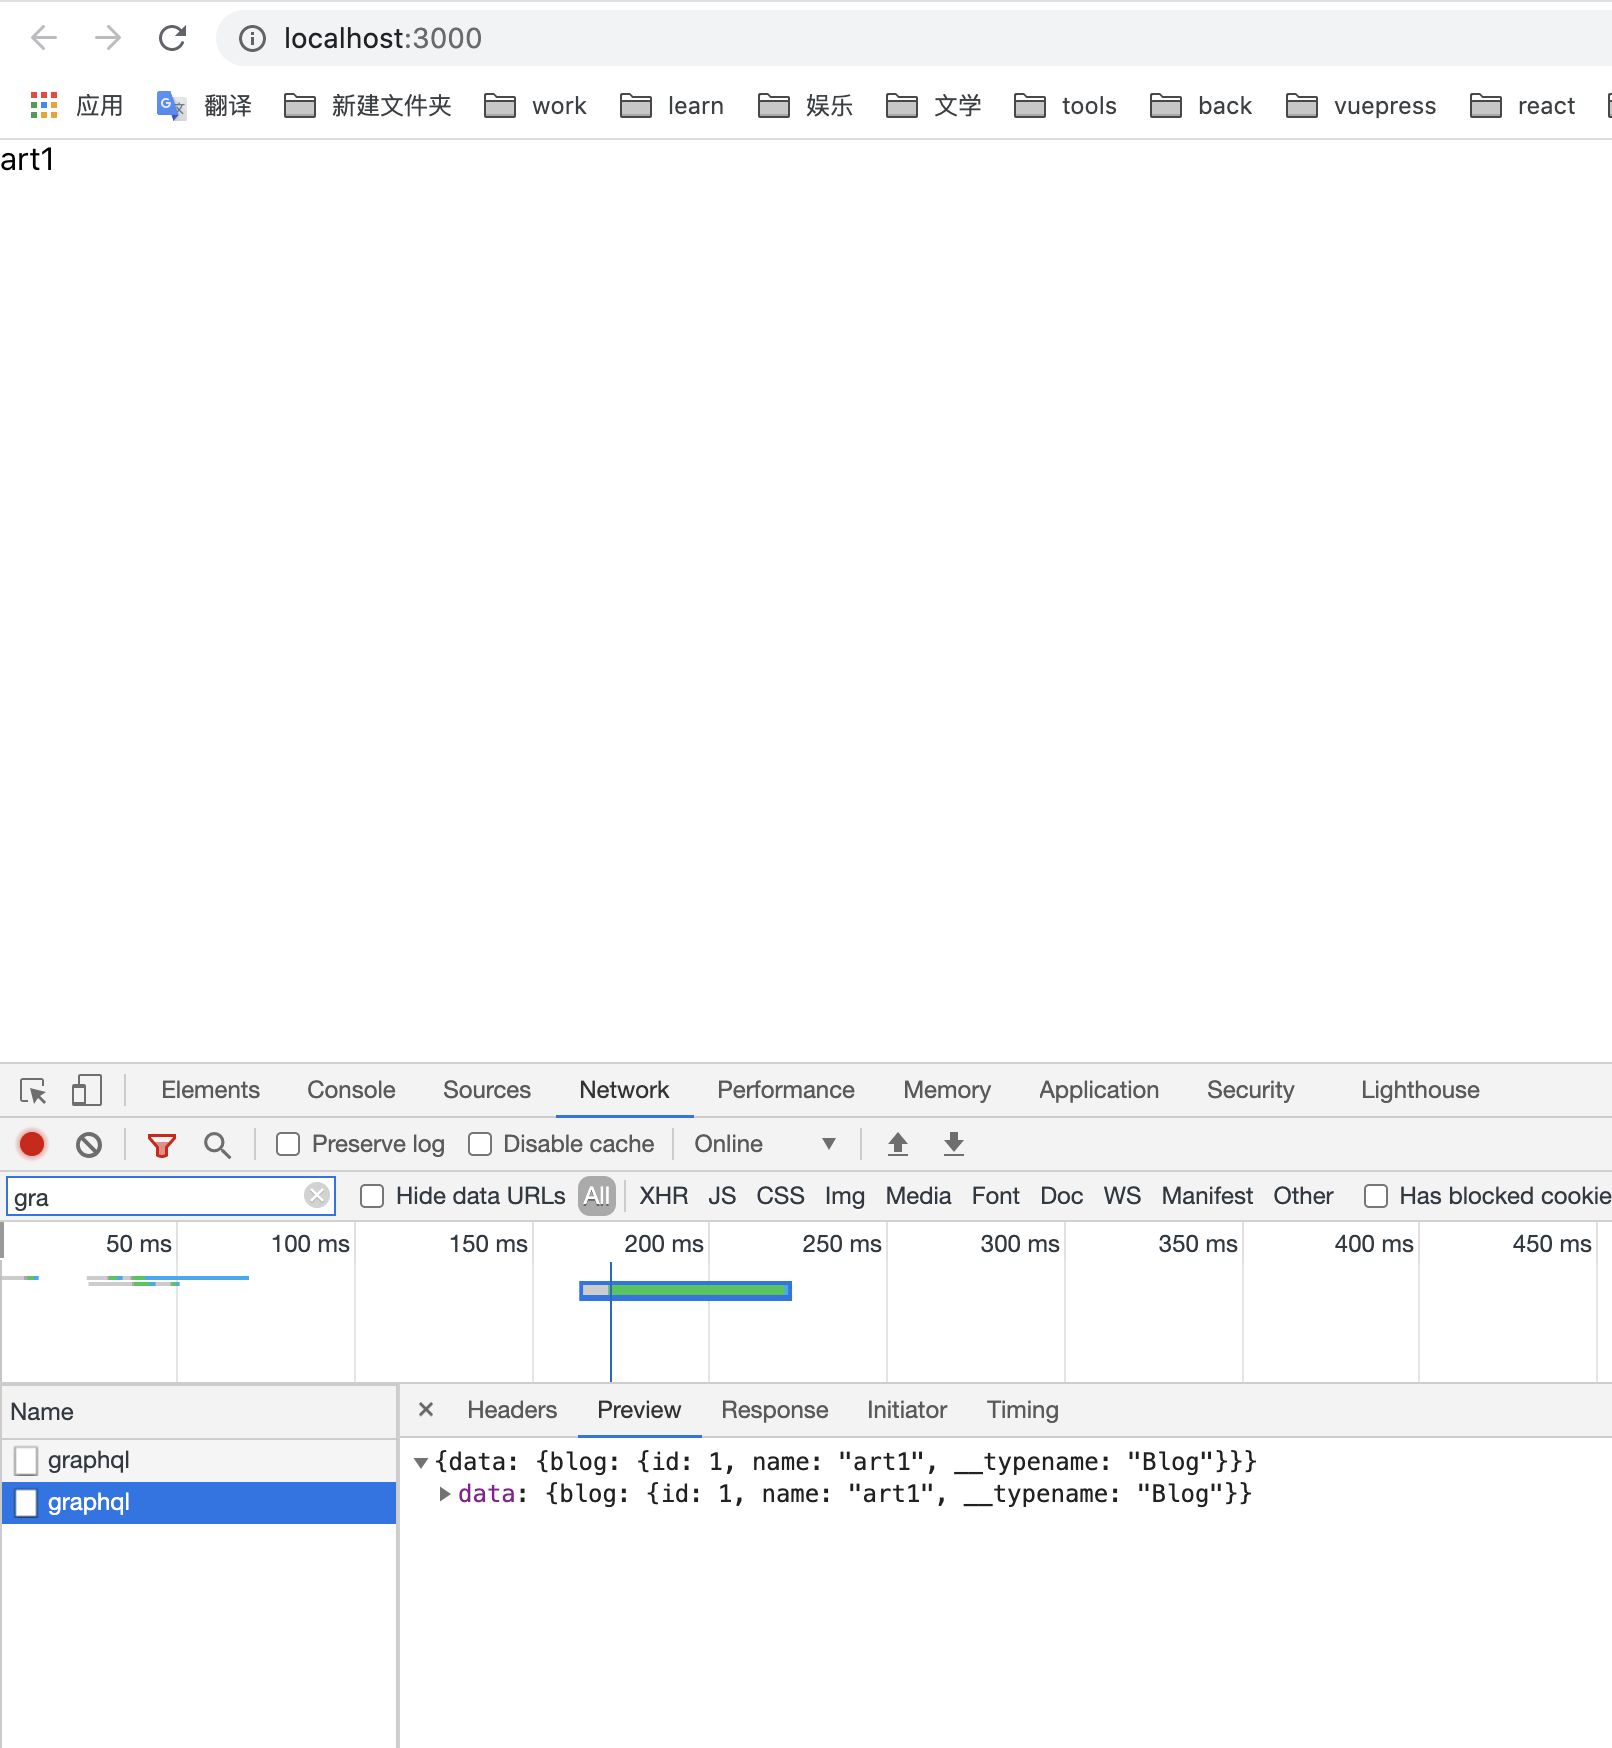 localhost:3000
应用 翻译 新建文件夹 work learn 娱乐 文学 tools back vuepress react
art1
Elements Console Sources Network Performance Memory Application Security Lighthouse
Preserve log Disable cache Online
gra Hide data URLs All XHR JS CSS Img Media Font Doc WS Manifest Other Has blocked cookie
50 ms 100 ms 150 ms 200 ms 250 ms 300 ms 350 ms 400 ms 450 ms
Name × Headers Preview Response Initiator Timing
graphql
graphql
{data: {blog: {id: 1, name: "art1", __typename: "Blog"}}}
data: {blog: {id: 1, name: "art1", __typename: "Blog"}}